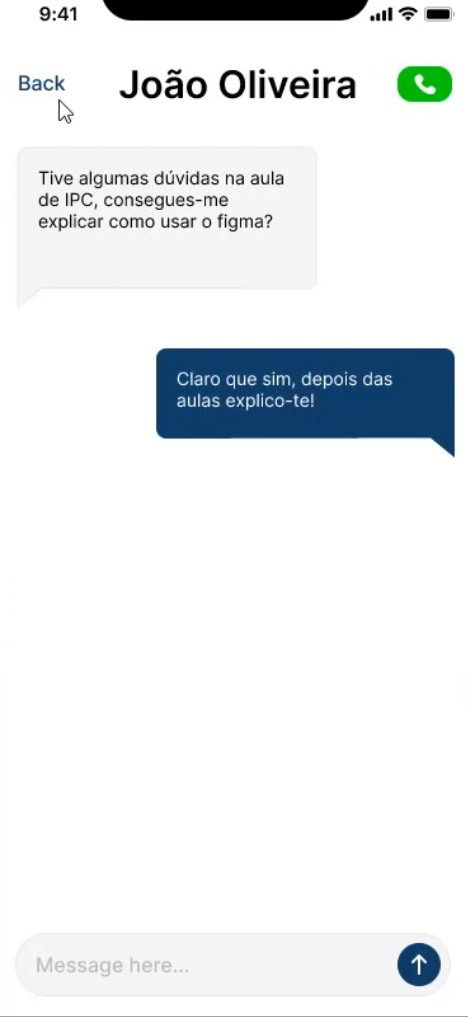 9:41
Back
João Oliveira
Tive algumas dúvidas na aula
de IPC, consegues-me
explicar como usar o figma?
Claro que sim, depois das
aulas explico-te!
Message here...